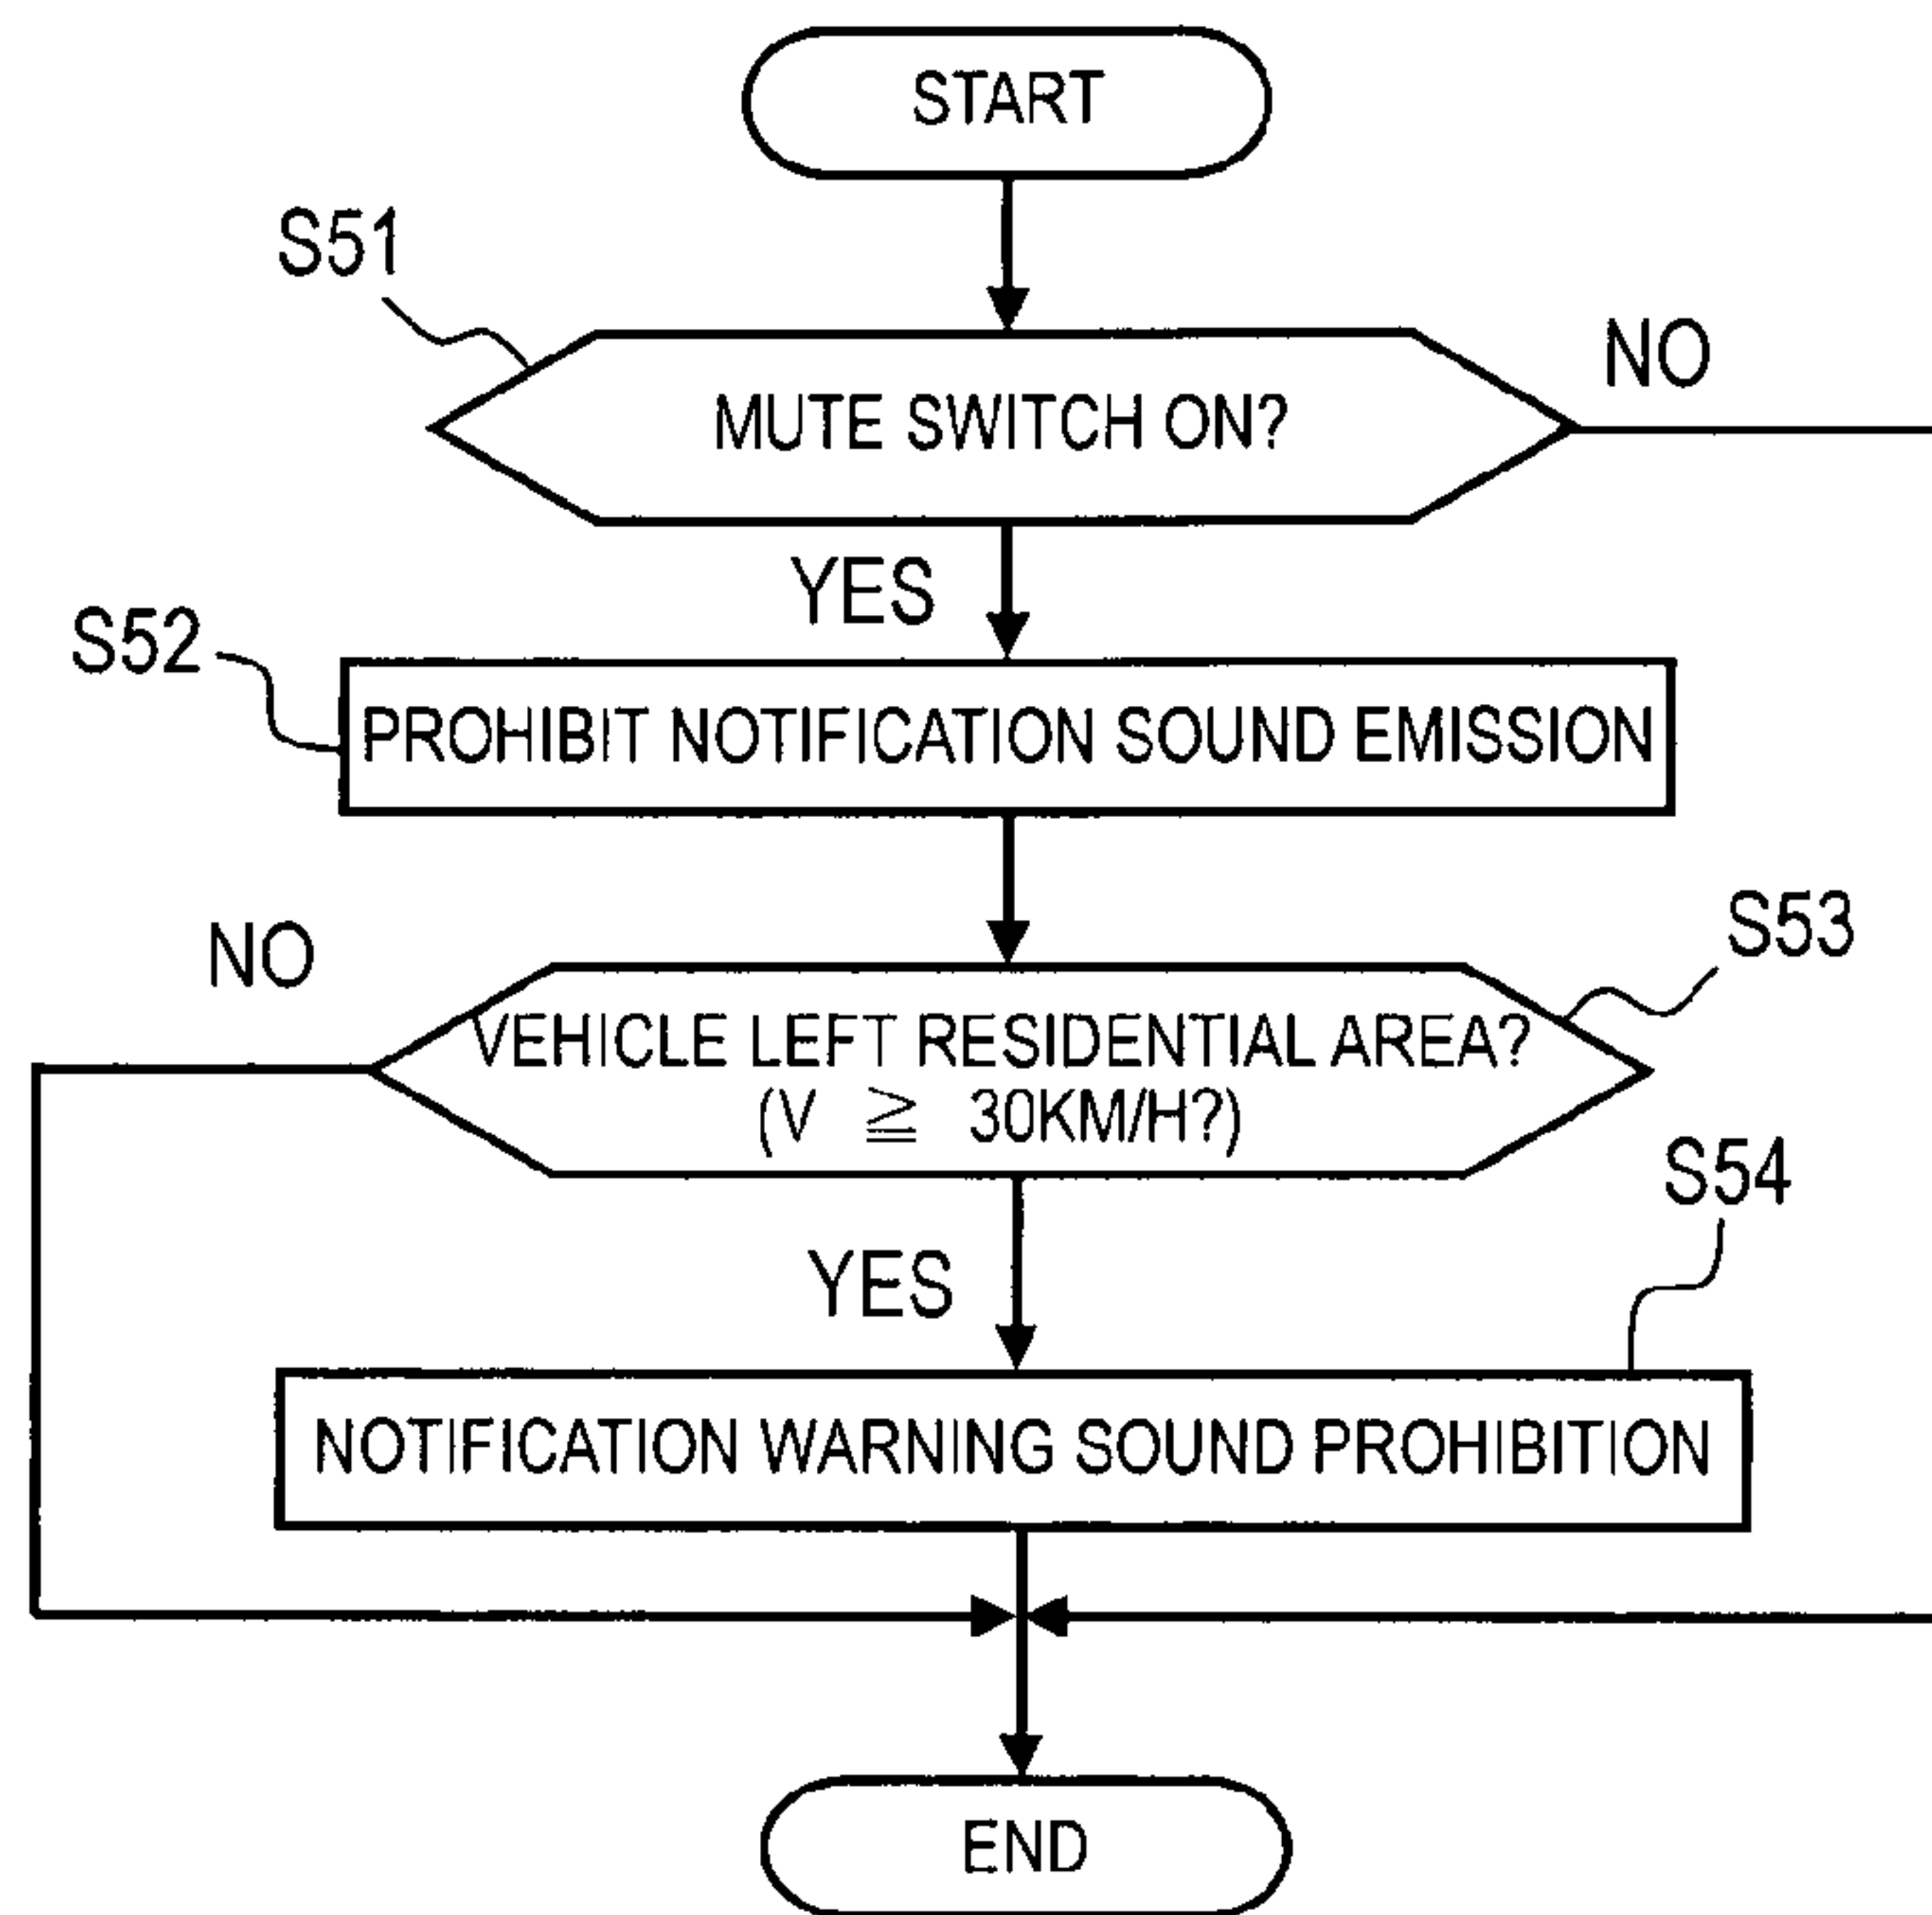 START
S51
MUTE SWITCH ON?
NO
YES
S52
PROHIBIT NOTIFICATION SOUND EMISSION
S53
NO
VEHICLE LEFT RESIDENTIAL AREA?
(V ≧ 30KM/H?)
S54
YES
NOTIFICATION WARNING SOUND PROHIBITION
END